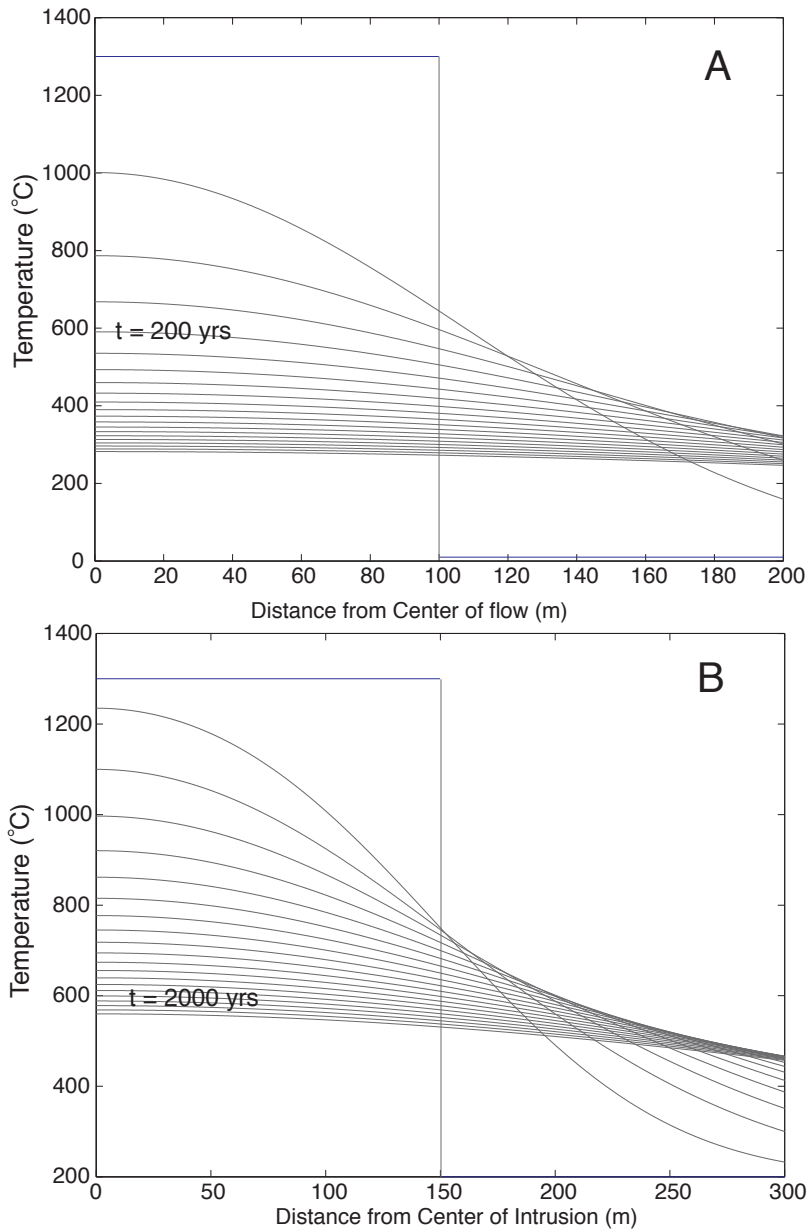 1400
A
1200
1000
800
Temperature (°C)
t = 200 yrs
600
400
200
0
0 20 40 60 80 100 120 140 160 180 200
Distance from Center of flow (m)
1400
B
1200
1000
Temperature (°C)
800
600
t = 2000 yrs
400
200
0 50 100 150 200 250 300
Distance from Center of Intrusion (m)